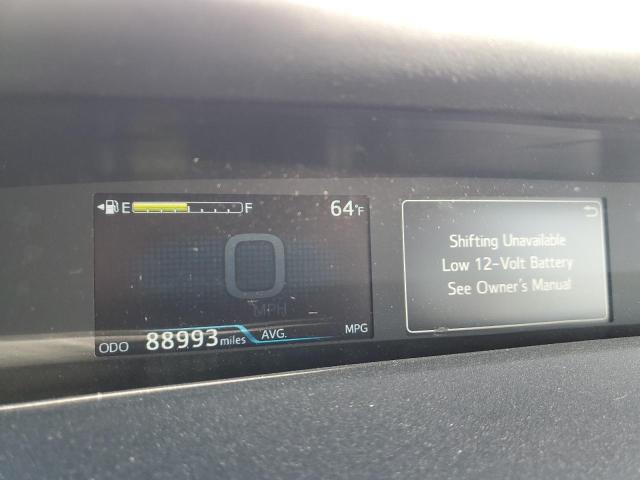 E F 64°F
0
MPH
ODO 88993 miles AVG. MPG
Shifting Unavailable
Low 12-Volt Battery
See Owner's Manual